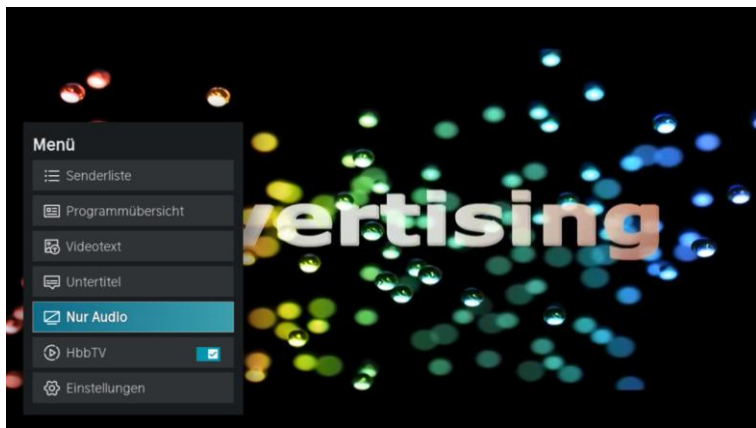 Menü
Senderliste
Programmübersicht
Videotext
Untertitel
Nur Audio
HbbTV
Einstellungen
vertising